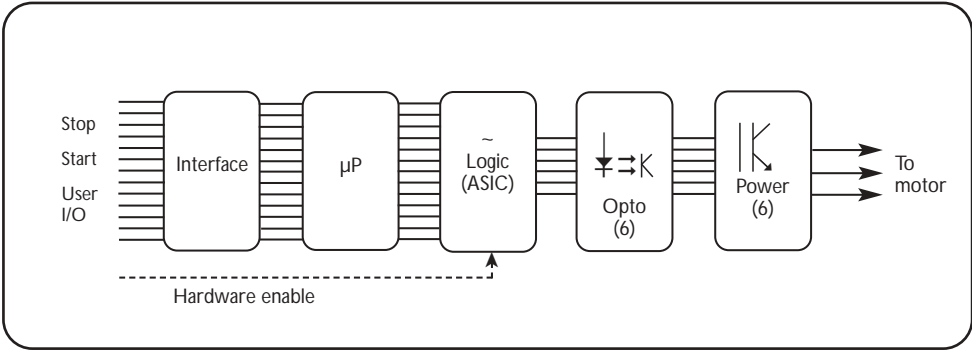 Stop
Start
User
I/O
Interface
µP
~
Logic
(ASIC)
Opto
(6)
Power
(6)
To
motor
Hardware enable